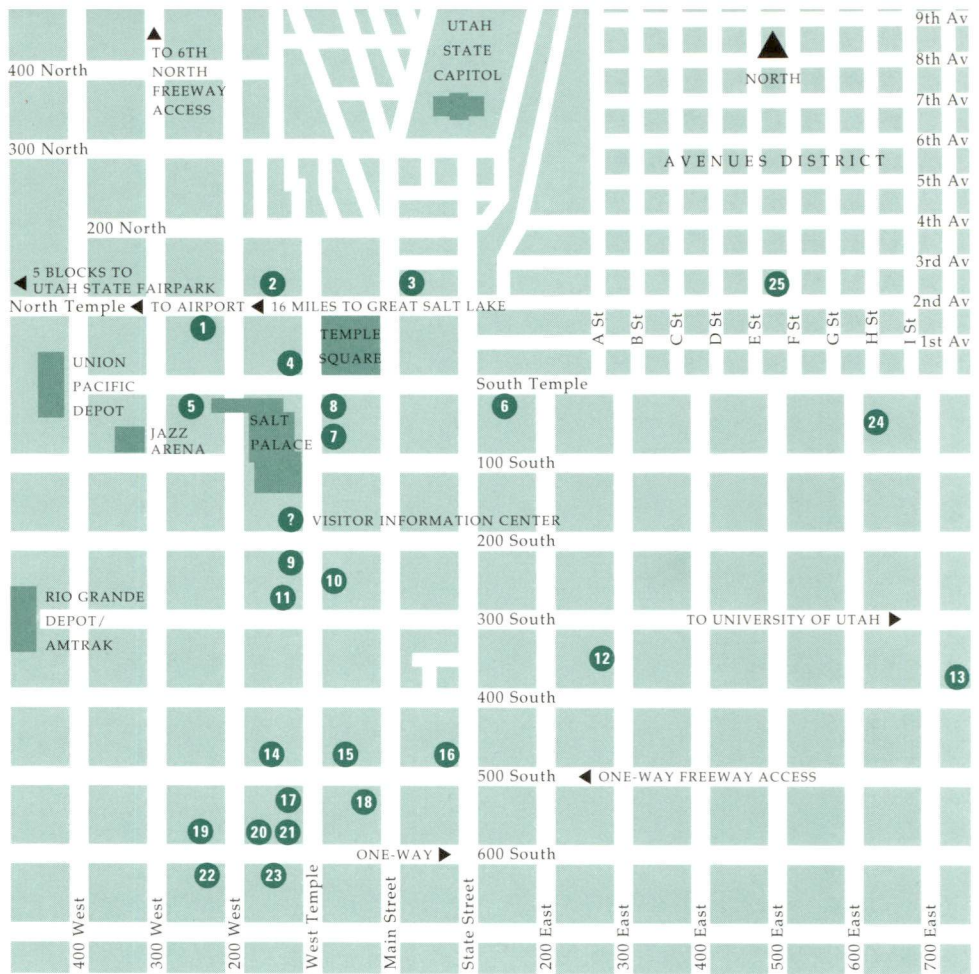 9th Av
UTAH
STATE
CAPITOL
TO 6TH
NORTH
FREEWAY
ACCESS
400 North
8th Av
NORTH
7th Av
6th Av
300 North
AVENUES DISTRICT
5th Av
4th Av
200 North
3rd Av
5 BLOCKS TO
UTAH STATE FAIRPARK
2
3
25
North Temple
TO AIRPORT
16 MILES TO GREAT SALT LAKE
2nd Av
1
TEMPLE
SQUARE
A St
B St
C St
D St
E St
F St
G St
H St
I St
1st Av
4
UNION
PACIFIC
DEPOT
South Temple
5
8
6
SALT
PALACE
24
7
JAZZ
ARENA
100 South
?
VISITOR INFORMATION CENTER
200 South
9
10
11
RIO GRANDE
DEPOT/
AMTRAK
300 South
TO UNIVERSITY OF UTAH
12
13
400 South
14
15
16
500 South
ONE-WAY FREEWAY ACCESS
17
18
19
20
21
ONE-WAY
600 South
22
23
400 West
300 West
200 West
West Temple
Main Street
State Street
200 East
300 East
400 East
500 East
600 East
700 East